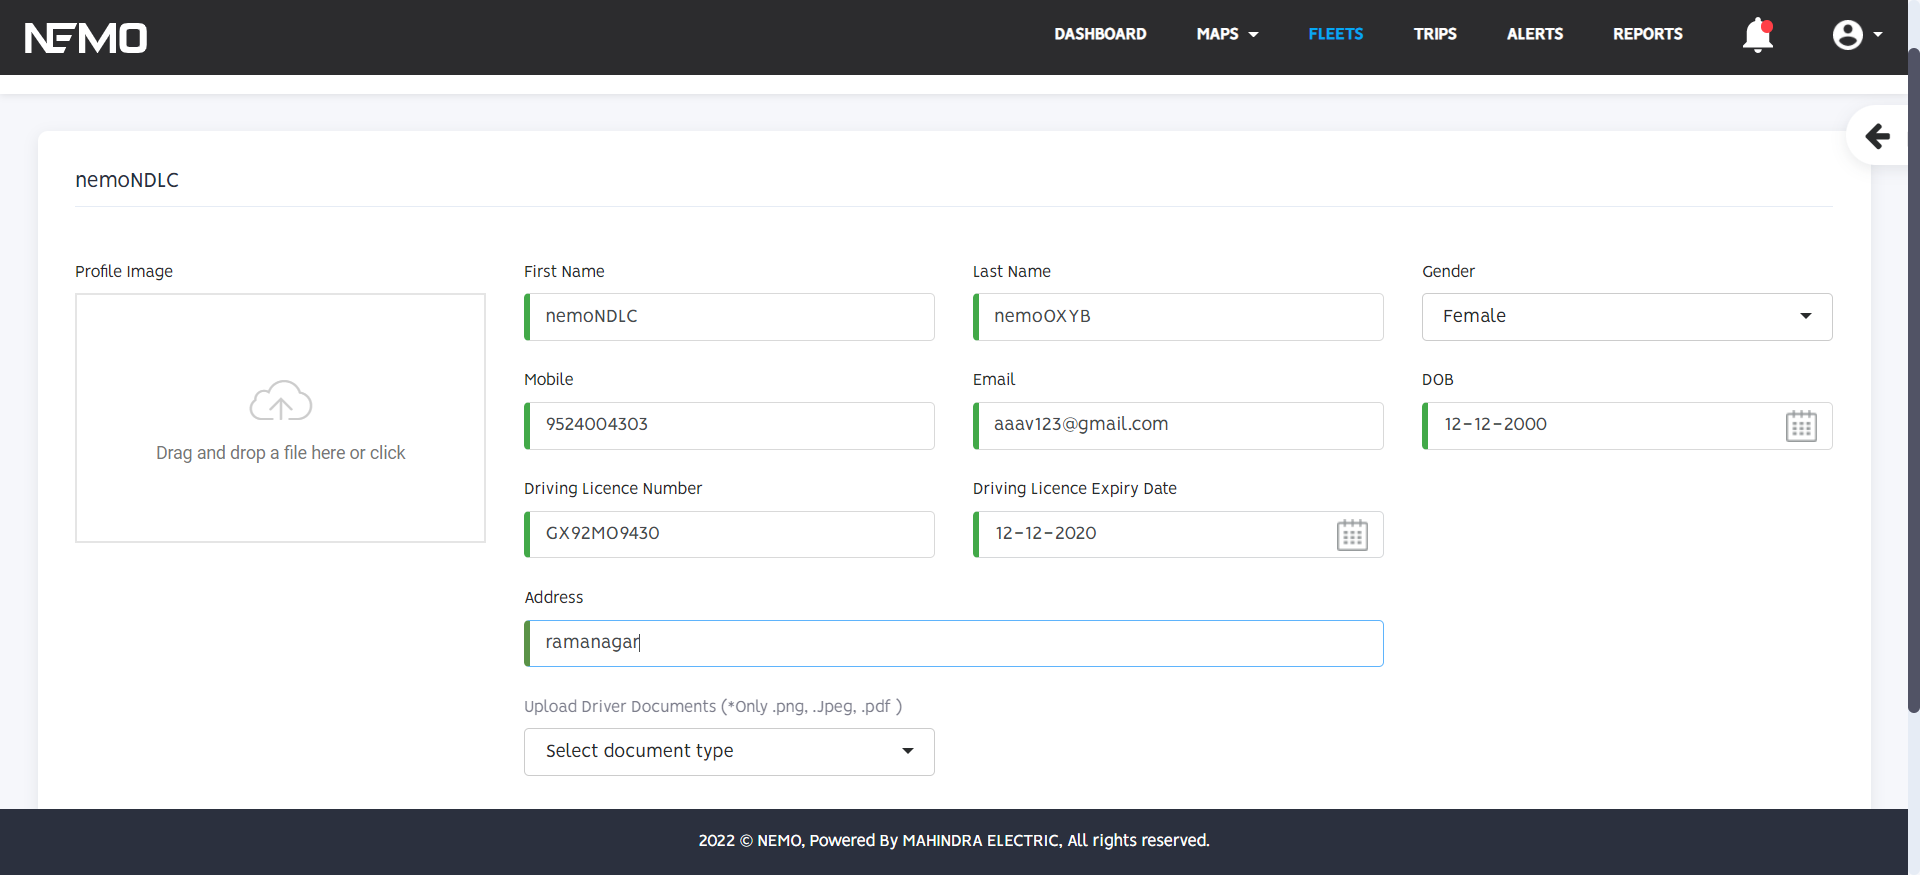 NEMO
DASHBOARD MAPS FLEETS TRIPS ALERTS REPORTS
nemoNDLC
Profile Image
Drag and drop a file here or click
First Name
nemoNDLC
Last Name
nemoOXYB
Gender
Female
Mobile
9524004303
Email
aaav123@gmail.com
DOB
12-12-2000
Driving Licence Number
GX92MO9430
Driving Licence Expiry Date
12-12-2020
Address
ramanagar
Upload Driver Documents (*Only .png, .Jpeg, .pdf )
Select document type
2022 © NEMO, Powered By MAHINDRA ELECTRIC, All rights reserved.